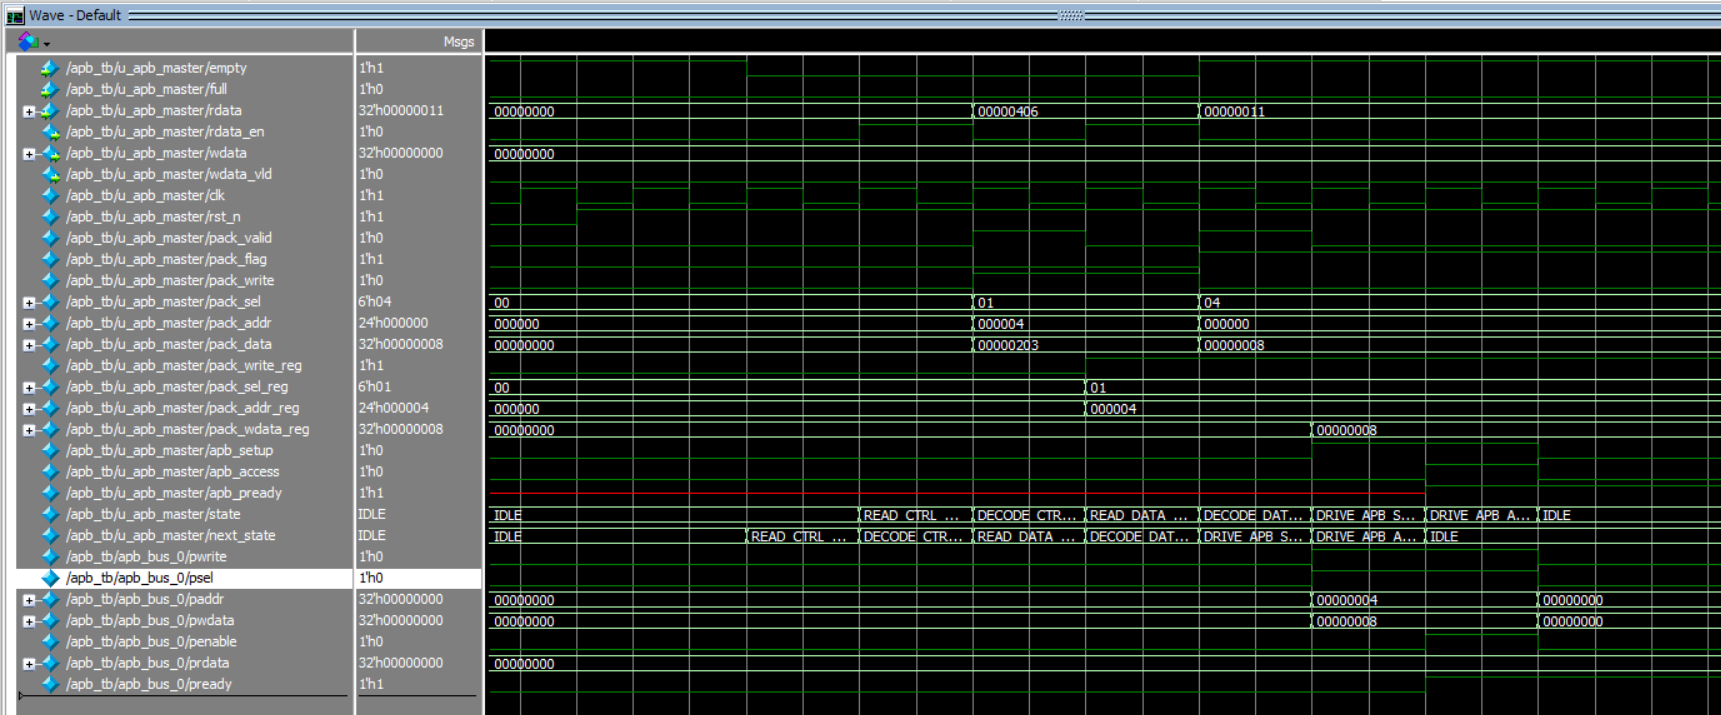 Wave - Default
Msgs
/apb_tb/u_apb_master/empty 1'h1
/apb_tb/u_apb_master/full 1'h0
/apb_tb/u_apb_master/rdata 32'h00000011 00000000 00000406 00000011
/apb_tb/u_apb_master/rdata_en 1'h0
/apb_tb/u_apb_master/wdata 32'h00000000 00000000
/apb_tb/u_apb_master/wdata_vld 1'h0
/apb_tb/u_apb_master/clk 1'h1
/apb_tb/u_apb_master/rst_n 1'h1
/apb_tb/u_apb_master/pack_valid 1'h0
/apb_tb/u_apb_master/pack_flag 1'h1
/apb_tb/u_apb_master/pack_write 1'h0
/apb_tb/u_apb_master/pack_sel 6'h04 00 01 04
/apb_tb/u_apb_master/pack_addr 24'h000000 000000 000004 000000
/apb_tb/u_apb_master/pack_data 32'h00000008 00000000 00000203 00000008
/apb_tb/u_apb_master/pack_write_reg 1'h1
/apb_tb/u_apb_master/pack_sel_reg 6'h01 00 01
/apb_tb/u_apb_master/pack_addr_reg 24'h000004 000000 000004
/apb_tb/u_apb_master/pack_wdata_reg 32'h00000008 00000000 00000008
/apb_tb/u_apb_master/apb_setup 1'h0
/apb_tb/u_apb_master/apb_access 1'h0
/apb_tb/u_apb_master/apb_pready 1'h1
/apb_tb/u_apb_master/state IDLE IDLE READ_CTRL ... DECODE_CTR... READ_DATA ... DECODE_DAT... DRIVE_APB_S... DRIVE_APB_A... IDLE
/apb_tb/u_apb_master/next_state IDLE IDLE READ_CTRL ... DECODE_CTR... READ_DATA ... DECODE_DAT... DRIVE_APB_S... DRIVE_APB_A... IDLE
/apb_tb/apb_bus_0/pwrite 1'h0
/apb_tb/apb_bus_0/psel 1'h0
/apb_tb/apb_bus_0/paddr 32'h00000000 00000000 00000004 00000000
/apb_tb/apb_bus_0/pwdata 32'h00000000 00000000 00000008 00000000
/apb_tb/apb_bus_0/penable 1'h0
/apb_tb/apb_bus_0/prdata 32'h00000000 00000000
/apb_tb/apb_bus_0/pready 1'h1